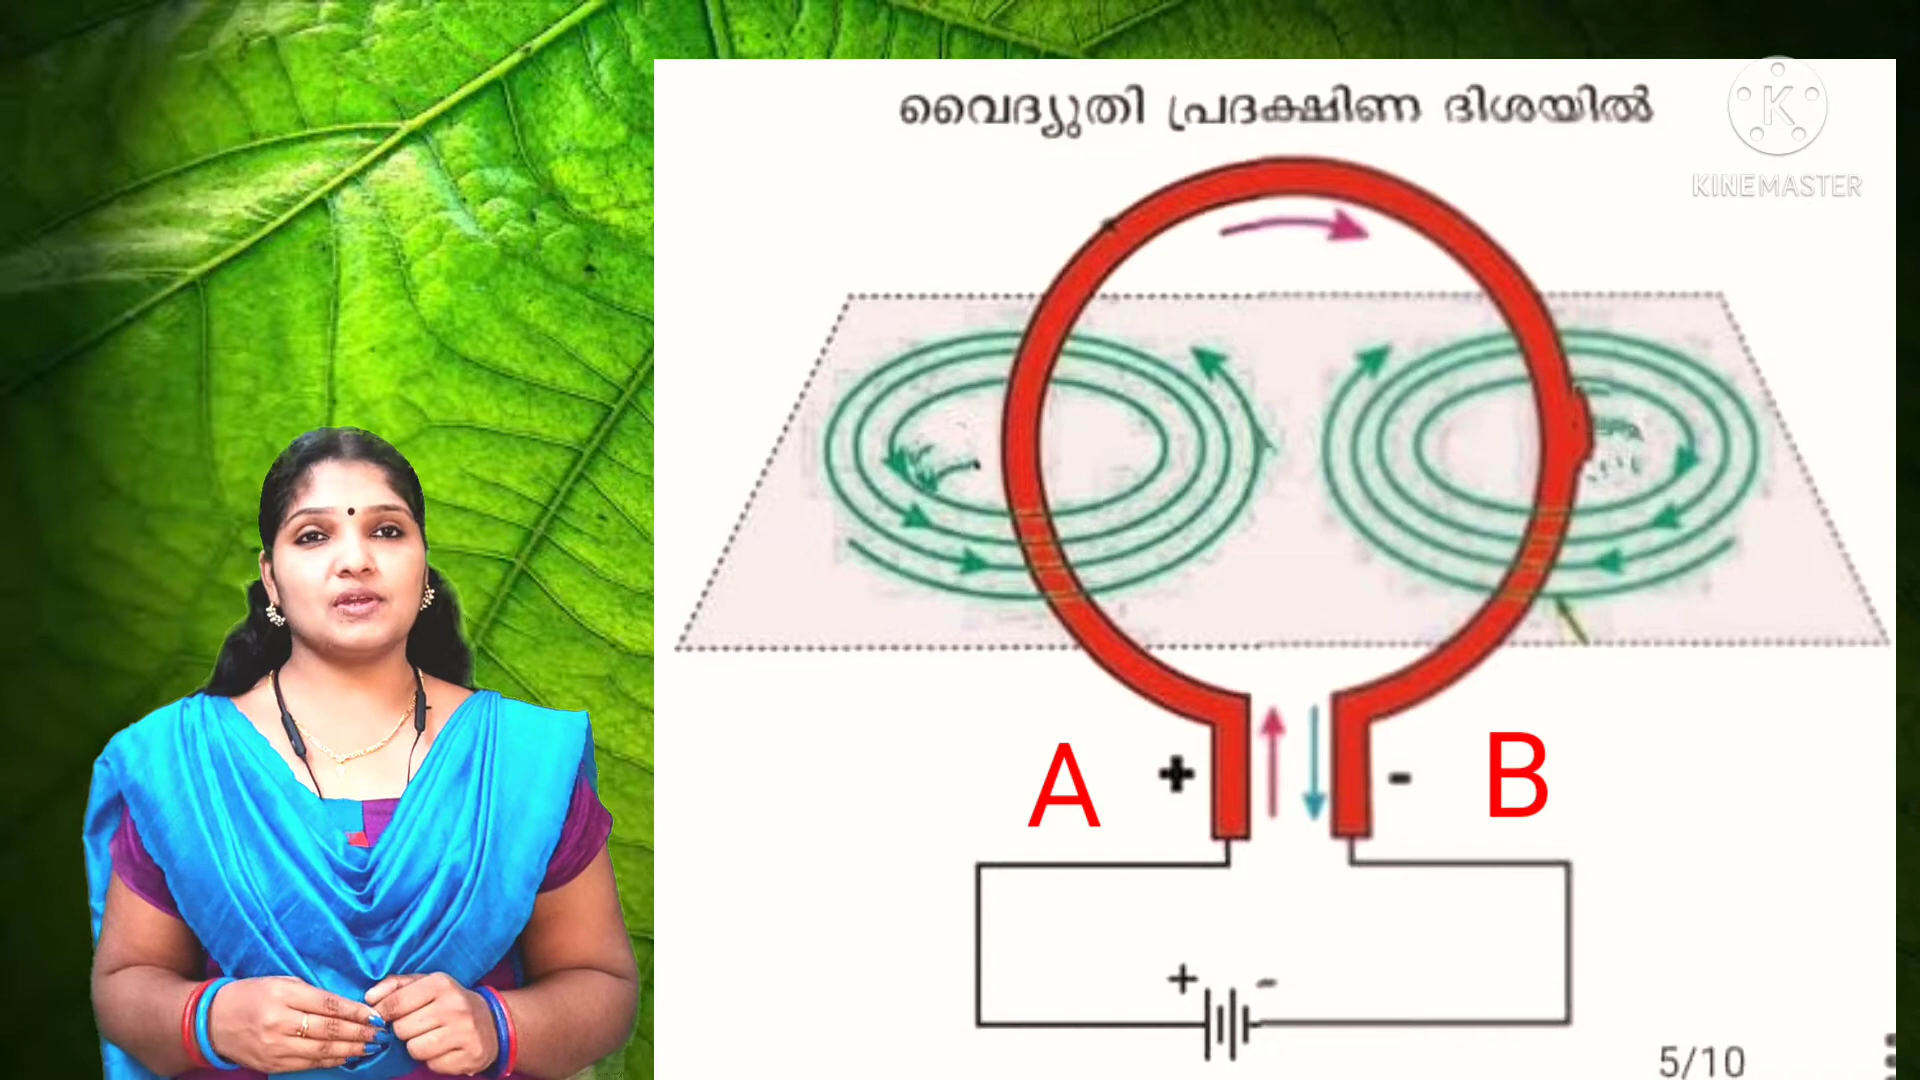 വൈദ്യുതി പ്രദക്ഷിണ ദിശയിൽ
K
KINEMASTER
A + - B
+ -
5/10